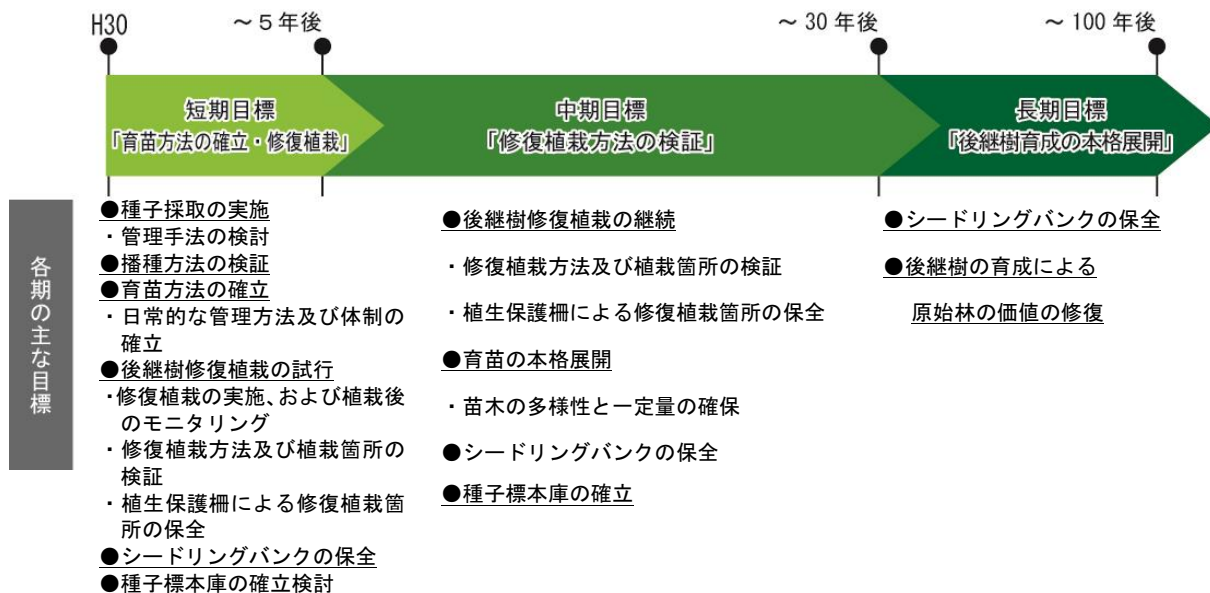 H30
～５年後
～30年後
～100年後
短期目標
「育苗方法の確立・修復植栽」
中期目標
「修復植栽方法の検証」
長期目標
「後継樹育成の本格展開」
各期の主な目標
●種子採取の実施
・管理手法の検討
●播種方法の検証
●育苗方法の確立
・日常的な管理方法及び体制の
確立
●後継樹修復植栽の試行
・修復植栽の実施、および植栽後
のモニタリング
・修復植栽方法及び植栽箇所の
検証
・植生保護柵による修復植栽箇
所の保全
●シードリングバンクの保全
●種子標本庫の確立検討
●後継樹修復植栽の継続
・修復植栽方法及び植栽箇所の検証
・植生保護柵による修復植栽箇所の保全
●育苗の本格展開
・苗木の多様性と一定量の確保
●シードリングバンクの保全
●種子標本庫の確立
●シードリングバンクの保全
●後継樹の育成による
原始林の価値の修復